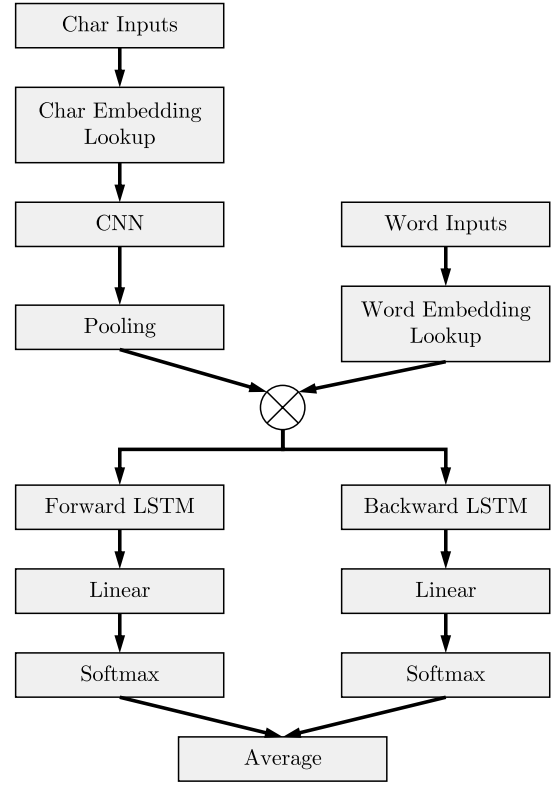 Char Inputs
Char Embedding
Lookup
CNN
Word Inputs
Pooling
Word Embedding
Lookup
Forward LSTM
Backward LSTM
Linear
Linear
Softmax
Softmax
Average